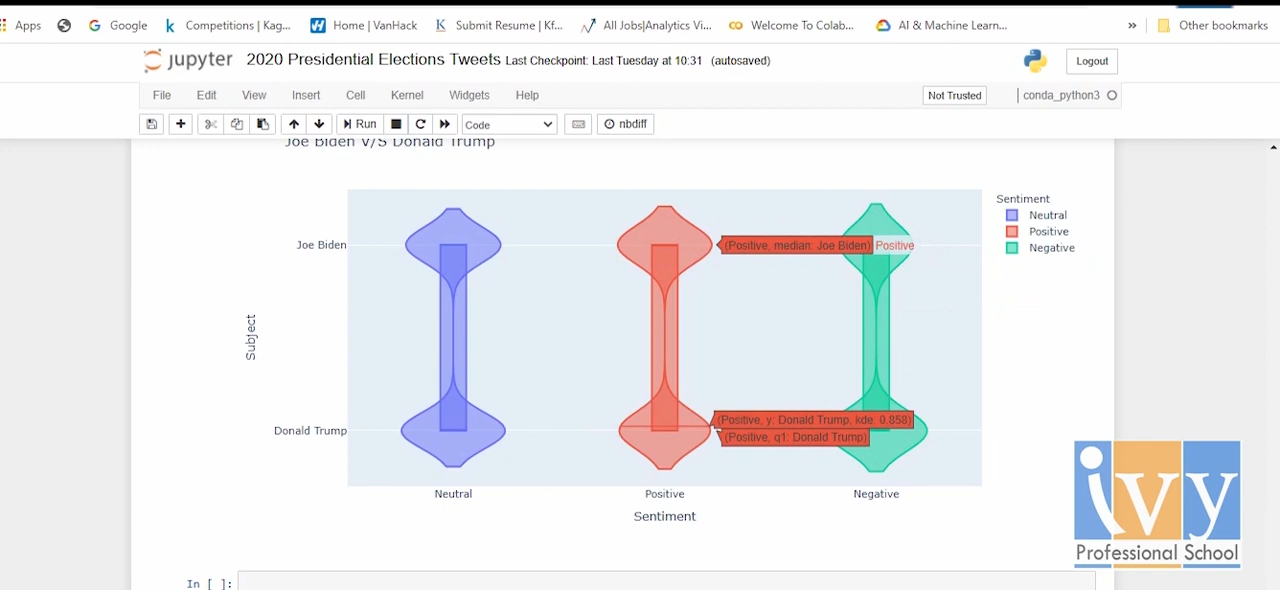 Apps Google Competitions | Kag... Home | VanHack Submit Resume | Kf... All Jobs|Analytics Vi... Welcome To Colab... AI & Machine Learn... » Other bookmarks
jupyter 2020 Presidential Elections Tweets Last Checkpoint: Last Tuesday at 10:31 (autosaved) Logout
File Edit View Insert Cell Kernel Widgets Help Not Trusted conda_python3
Run Code nbdiff
Joe Biden V/S Donald Trump
Sentiment
Neutral
Positive
Negative
Joe Biden
(Positive, median: Joe Biden) Positive
Subject
(Positive, y: Donald Trump, kde: 0.858)
Donald Trump
(Positive, q1: Donald Trump)
Neutral Positive Negative
Sentiment
ivy
Professional School
In [ ]: